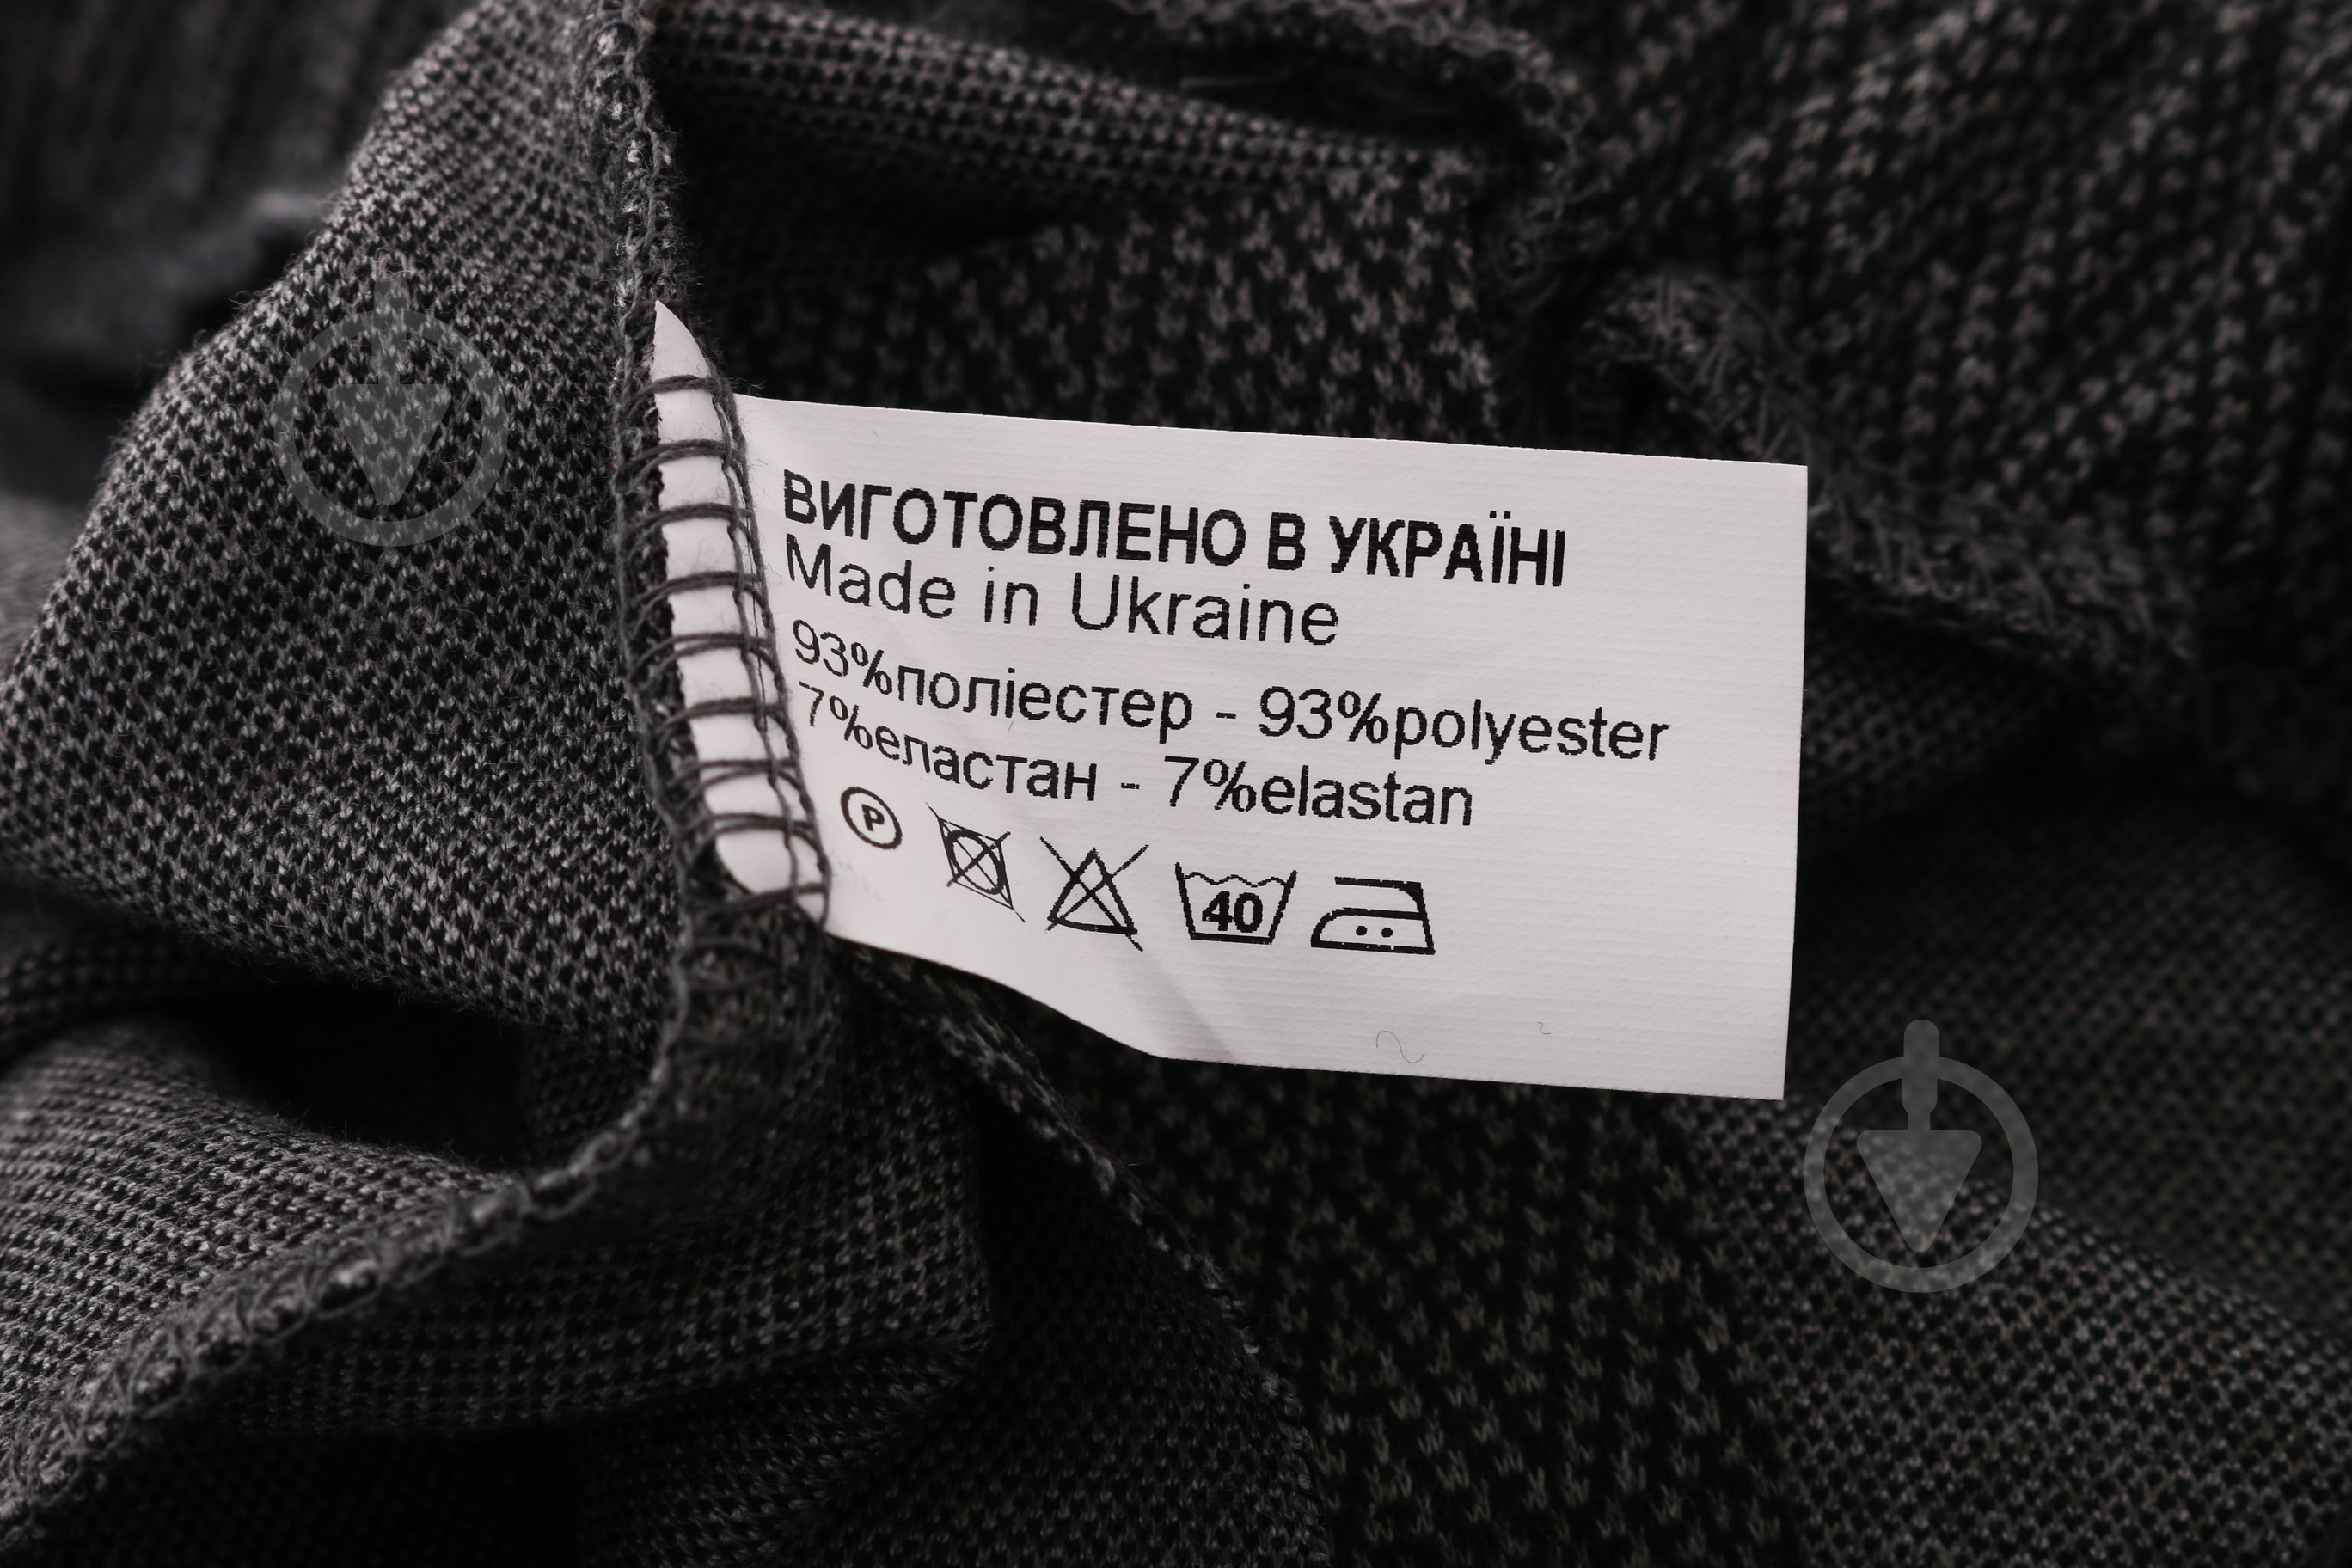 ВИГОТОВЛЕНО В УКРАЇНІ
Made in Ukraine
93%поліестер - 93%polyester
7%еластан - 7%elastan
P
40